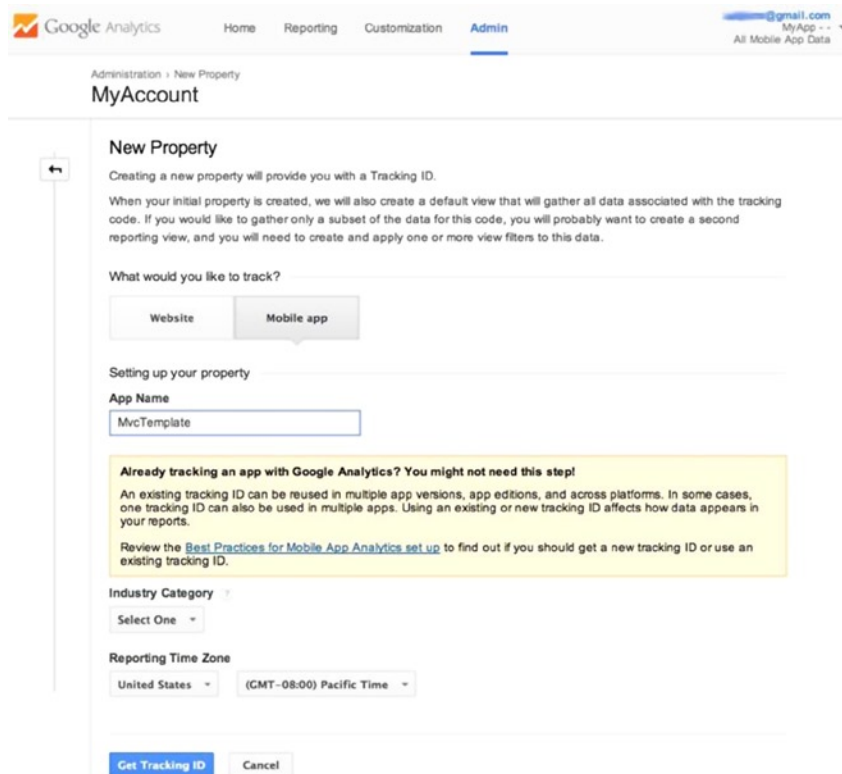 Google Analytics
Home Reporting Customization Admin
@gmail.com
MyApp - -
All Mobile App Data
Administration › New Property
MyAccount
New Property
Creating a new property will provide you with a Tracking ID.
When your initial property is created, we will also create a default view that will gather all data associated with the tracking
code. If you would like to gather only a subset of the data for this code, you will probably want to create a second
reporting view, and you will need to create and apply one or more view filters to this data.
What would you like to track?
Website Mobile app
Setting up your property
App Name
MvcTemplate
Already tracking an app with Google Analytics? You might not need this step!
An existing tracking ID can be reused in multiple app versions, app editions, and across platforms. In some cases,
one tracking ID can also be used in multiple apps. Using an existing or new tracking ID affects how data appears in
your reports.
Review the Best Practices for Mobile App Analytics set up to find out if you should get a new tracking ID or use an
existing tracking ID.
Industry Category ?
Select One
Reporting Time Zone
United States (GMT-08:00) Pacific Time
Get Tracking ID Cancel